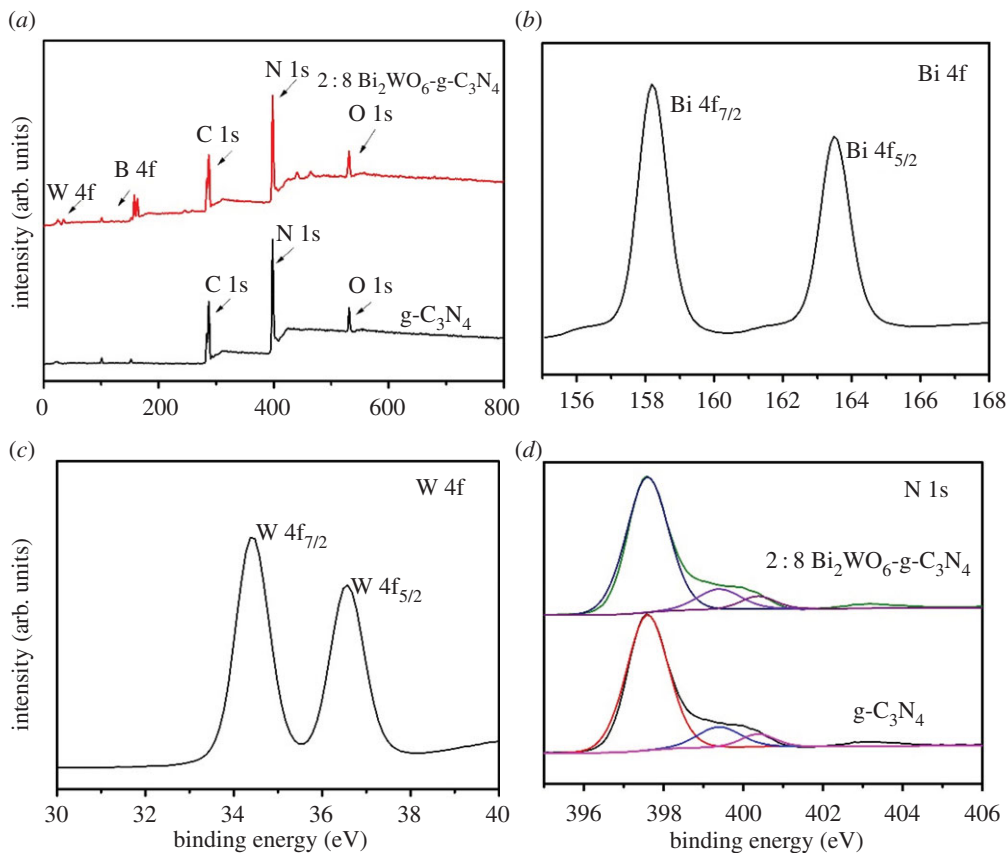 (a)
2 : 8 Bi₂WO₆-g-C₃N₄
N 1s
C 1s
O 1s
B 4f
W 4f
N 1s
C 1s
O 1s
g-C₃N₄
intensity (arb. units)
0 200 400 600 800
(b)
Bi 4f
Bi 4f₇/₂
Bi 4f₅/₂
156 158 160 162 164 166 168
(c)
W 4f
W 4f₇/₂
W 4f₅/₂
intensity (arb. units)
30 32 34 36 38 40
binding energy (eV)
(d)
N 1s
2 : 8 Bi₂WO₆-g-C₃N₄
g-C₃N₄
396 398 400 402 404 406
binding energy (eV)